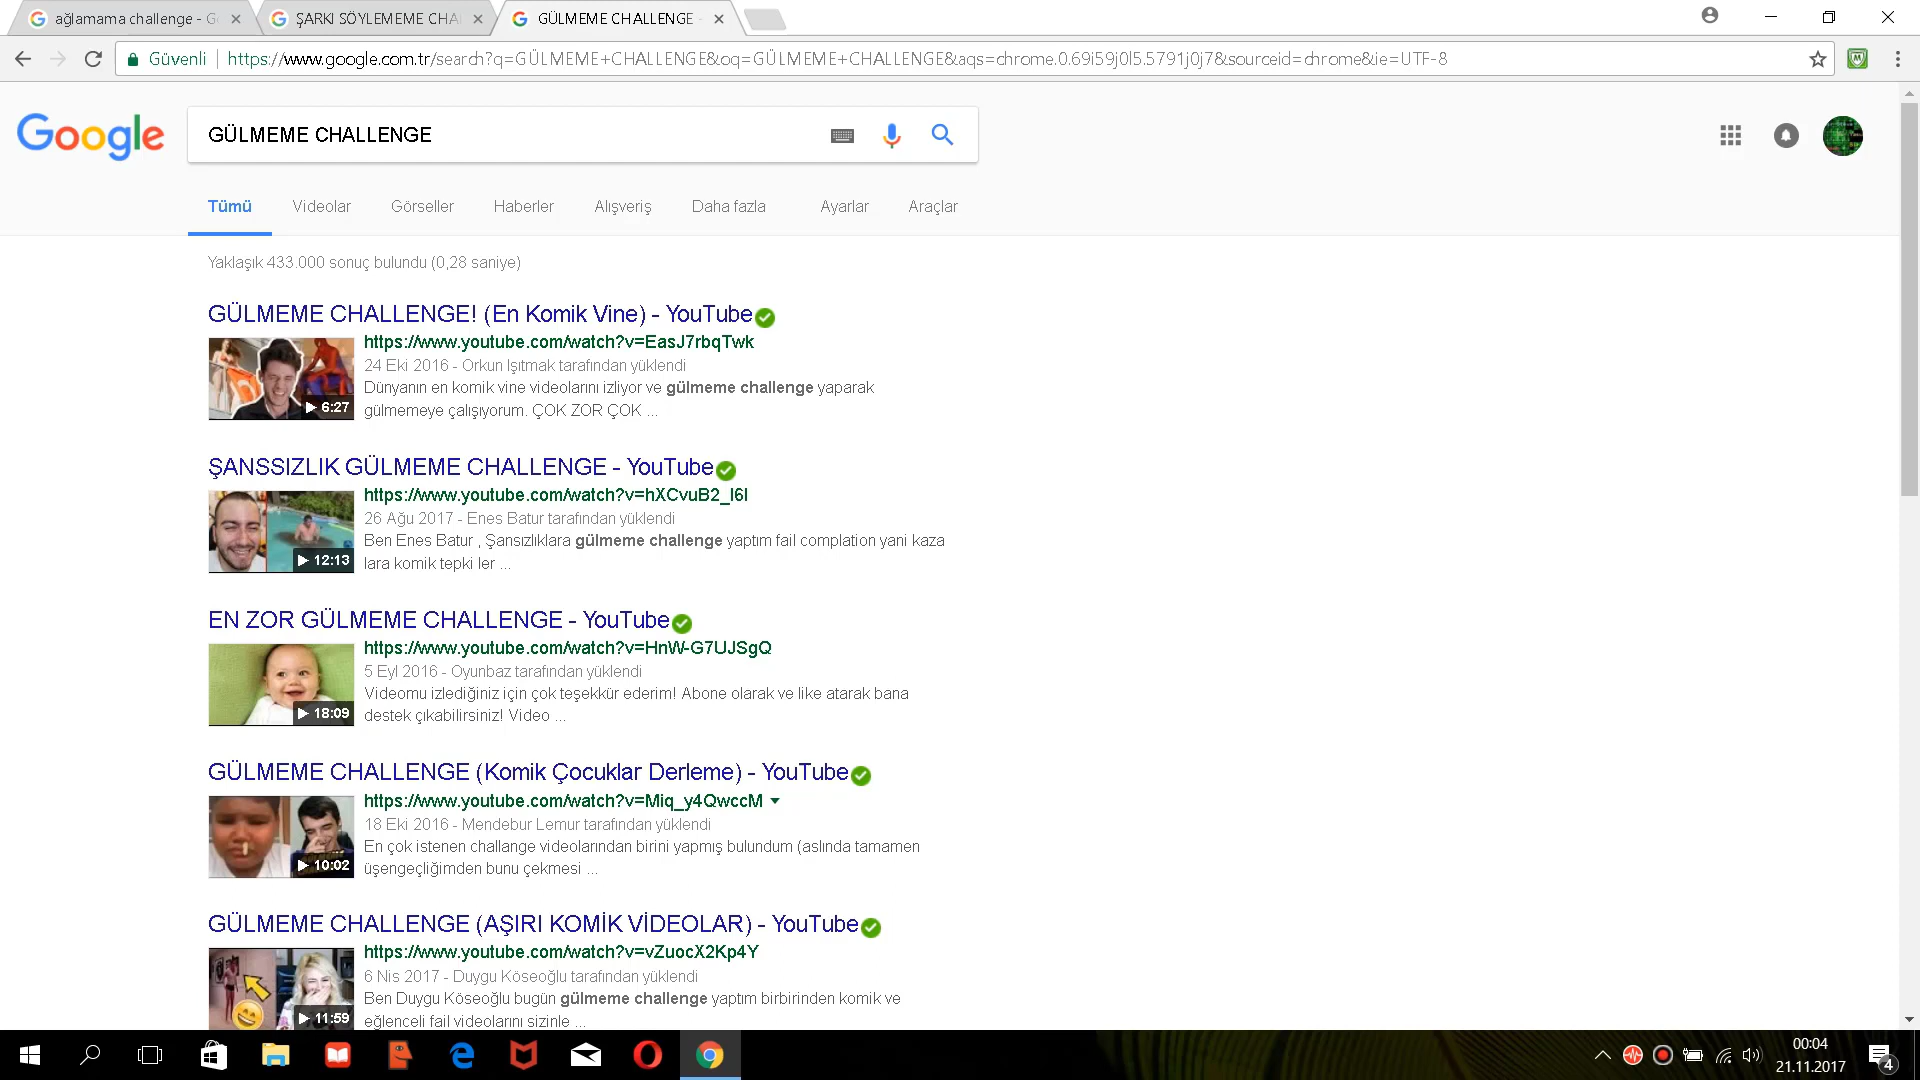 ağlamama challenge - G
ŞARKI SÖYLEMEME CHA
GÜLMEME CHALLENGE -
Güvenli
https://www.google.com.tr/search?q=GÜLMEME+CHALLENGE&oq=GÜLMEME+CHALLENGE&aqs=chrome.0.69i59j0l5.5791j0j7&sourceid=chrome&ie=UTF-8
Google
GÜLMEME CHALLENGE
Tümü Videolar Görseller Haberler Alışveriş Daha fazla Ayarlar Araçlar
Yaklaşık 433.000 sonuç bulundu (0,28 saniye)
GÜLMEME CHALLENGE! (En Komik Vine) - YouTube
https://www.youtube.com/watch?v=EasJ7rbqTwk
24 Eki 2016 - Orkun Işıtmak tarafından yüklendi
Dünyanın en komik vine videolarını izliyor ve gülmeme challenge yaparak
6:27
gülmemeye çalışıyorum. ÇOK ZOR ÇOK ...
ŞANSSIZLIK GÜLMEME CHALLENGE - YouTube
https://www.youtube.com/watch?v=hXCvuB2_l6I
26 Ağu 2017 - Enes Batur tarafından yüklendi
Ben Enes Batur , Şansızlıklara gülmeme challenge yaptım fail complation yani kaza
12:13
lara komik tepki ler ...
EN ZOR GÜLMEME CHALLENGE - YouTube
https://www.youtube.com/watch?v=HnW-G7UJSgQ
5 Eyl 2016 - Oyunbaz tarafından yüklendi
Videomu izlediğiniz için çok teşekkür ederim! Abone olarak ve like atarak bana
18:09
destek çıkabilirsiniz! Video ...
GÜLMEME CHALLENGE (Komik Çocuklar Derleme) - YouTube
https://www.youtube.com/watch?v=Miq_y4QwccM
18 Eki 2016 - Mendebur Lemur tarafından yüklendi
En çok istenen challange videolarından birini yapmış bulundum (aslında tamamen
10:02
üşengeçliğimden bunu çekmesi ...
GÜLMEME CHALLENGE (AŞIRI KOMİK VİDEOLAR) - YouTube
https://www.youtube.com/watch?v=vZuocX2Kp4Y
6 Nis 2017 - Duygu Köseoğlu tarafından yüklendi
Ben Duygu Köseoğlu bugün gülmeme challenge yaptım birbirinden komik ve
11:59
eğlenceli fail videolarını sizinle ...
00:04
21.11.2017
4